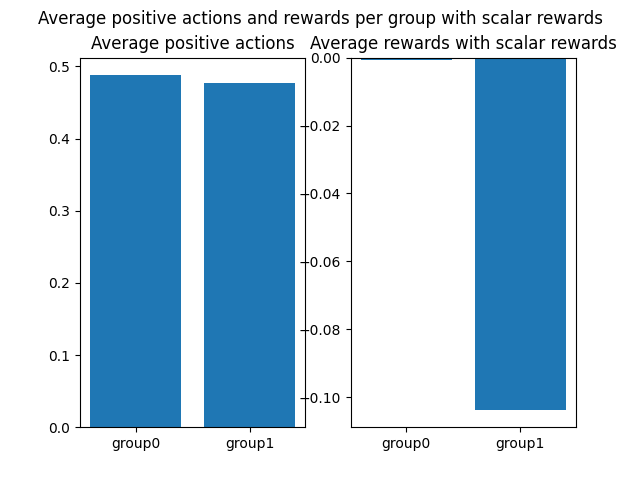 Average positive actions and rewards per group with scalar rewards
Average positive actions
0.5
0.4
0.3
0.2
0.1
0.0
group0
group1
Average rewards with scalar rewards
0.00
−0.02
−0.04
−0.06
−0.08
−0.10
group0
group1